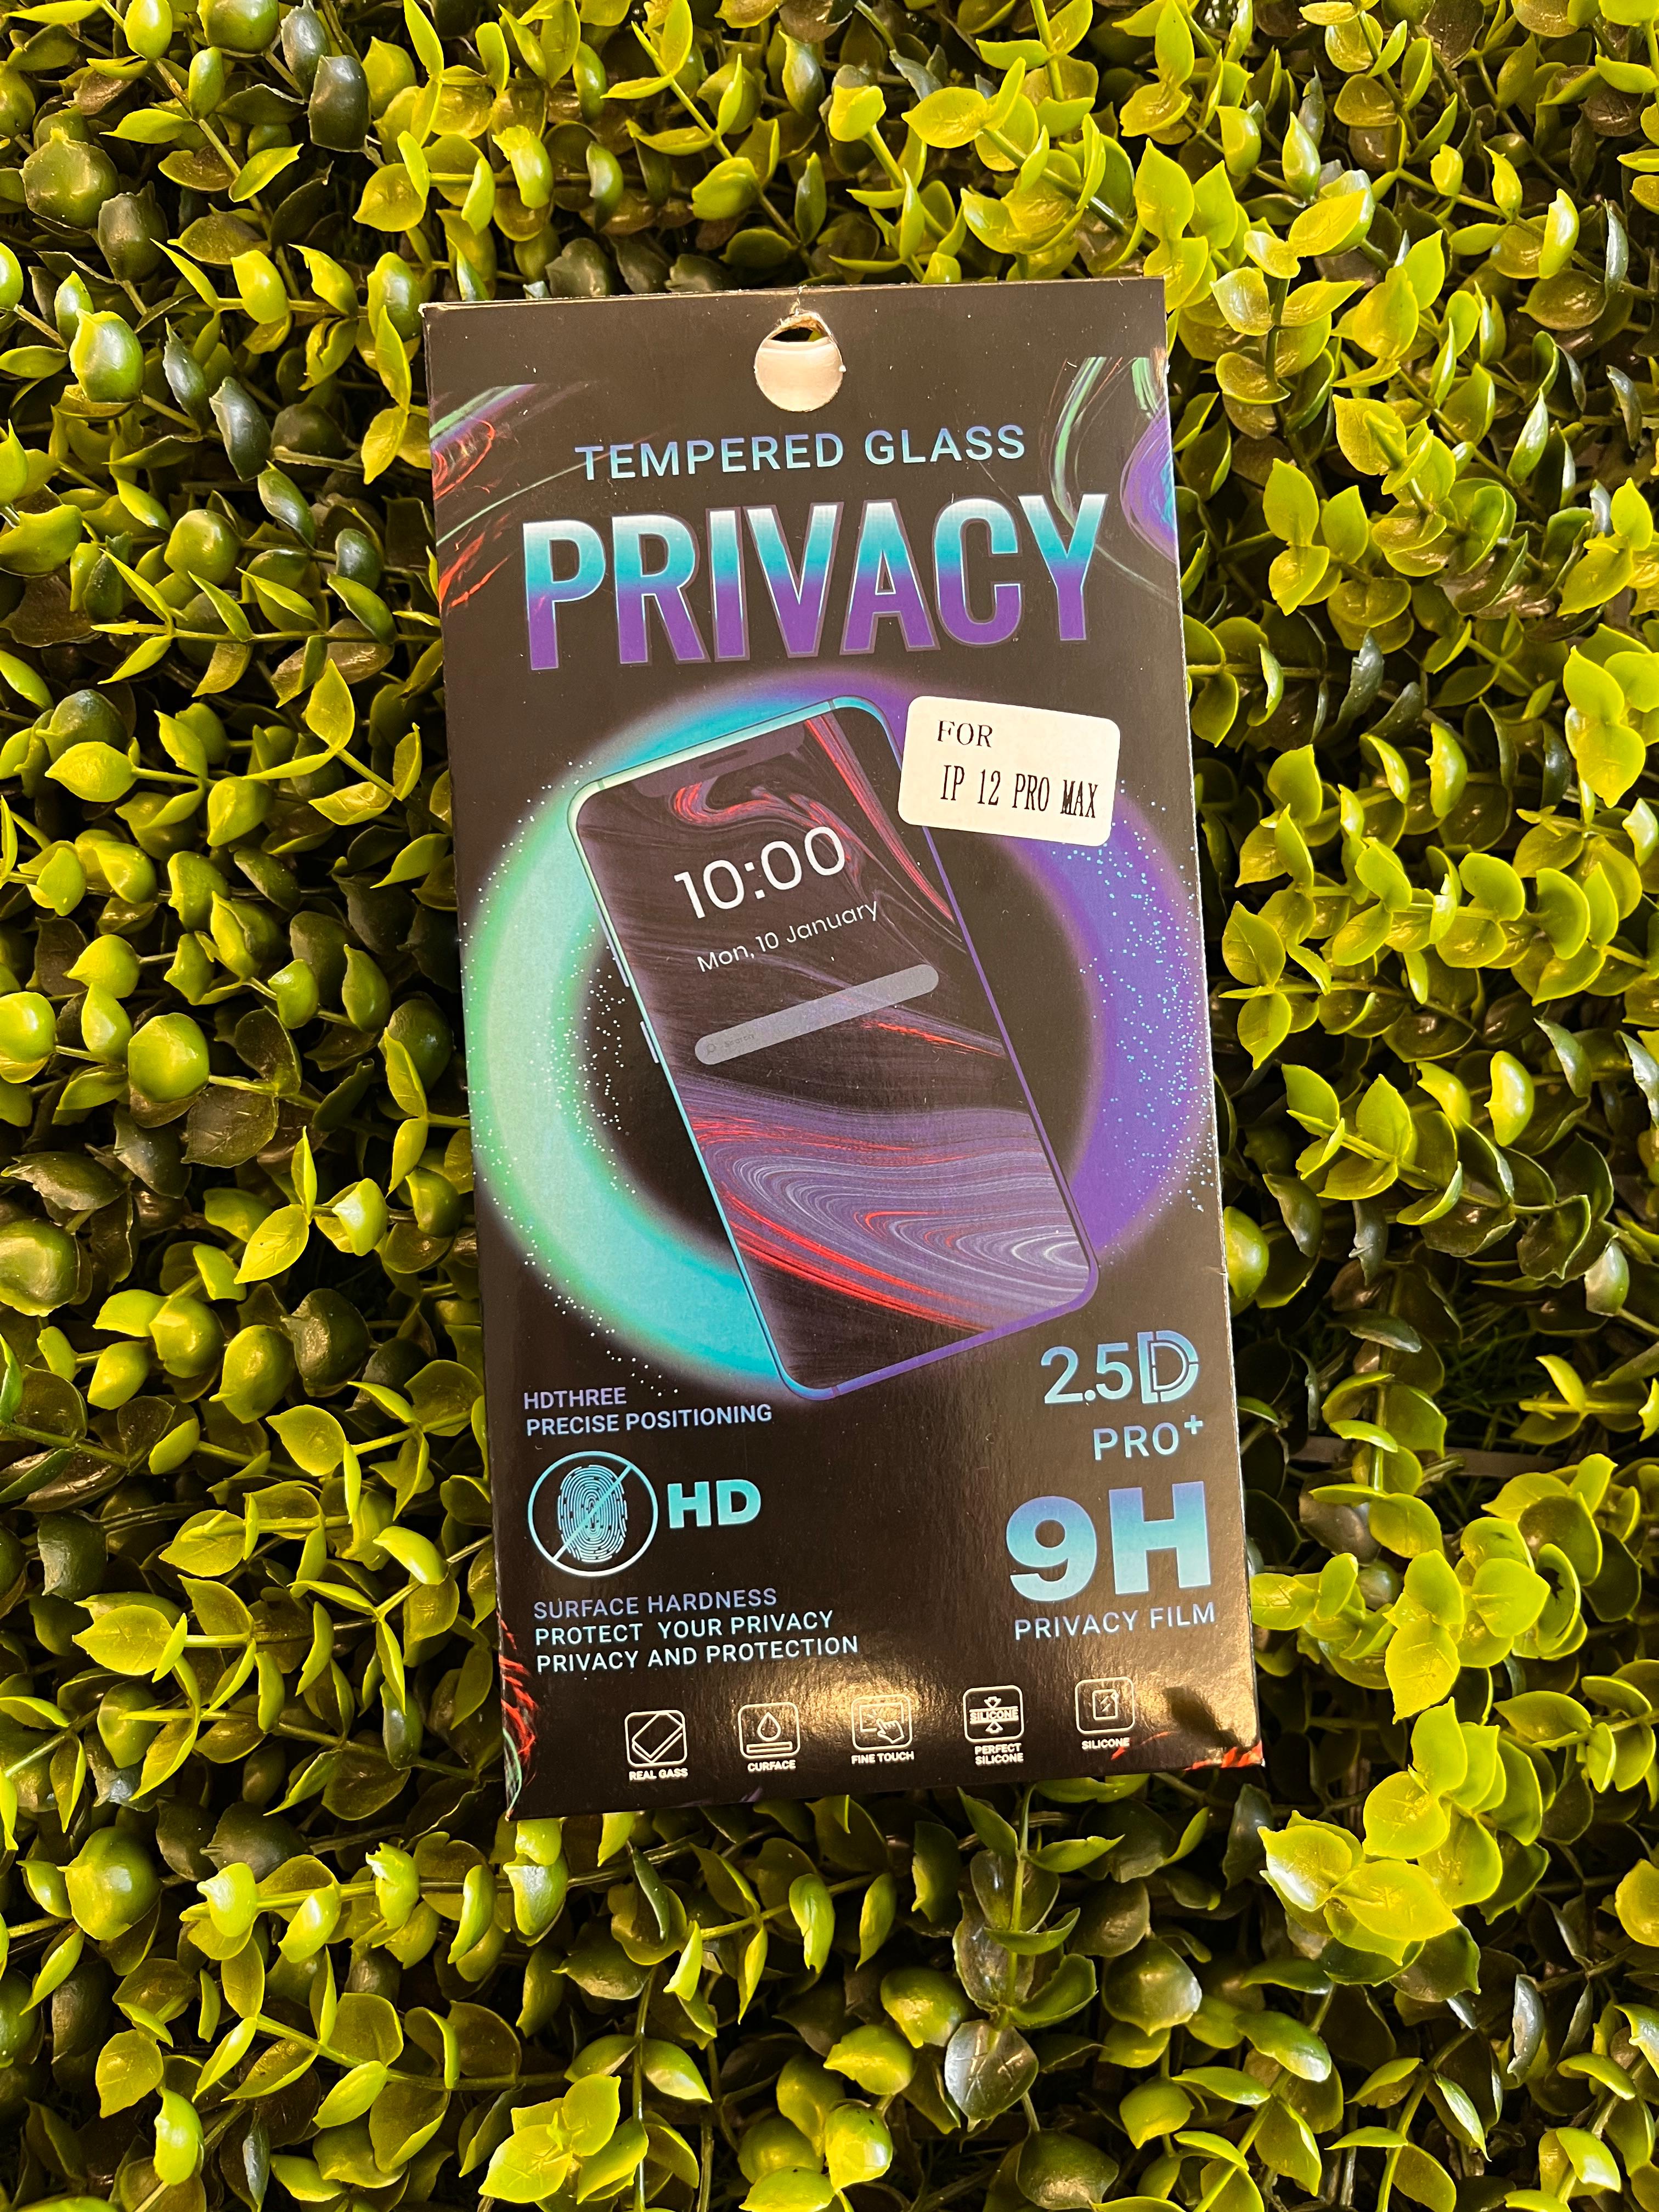 TEMPERED GLASS
PRIVACY
FOR
IP 12 PRO MAX
10:00
Mon, 10 January
HDTHREE
PRECISE POSITIONING
HD
SURFACE HARDNESS
PROTECT YOUR PRIVACY
PRIVACY AND PROTECTION
2.5D
PRO+
9H
PRIVACY FILM
REAL GASS
CURFACE
FINE TOUCH
SILICONE
PERFECT
SILICONE
SILICONE